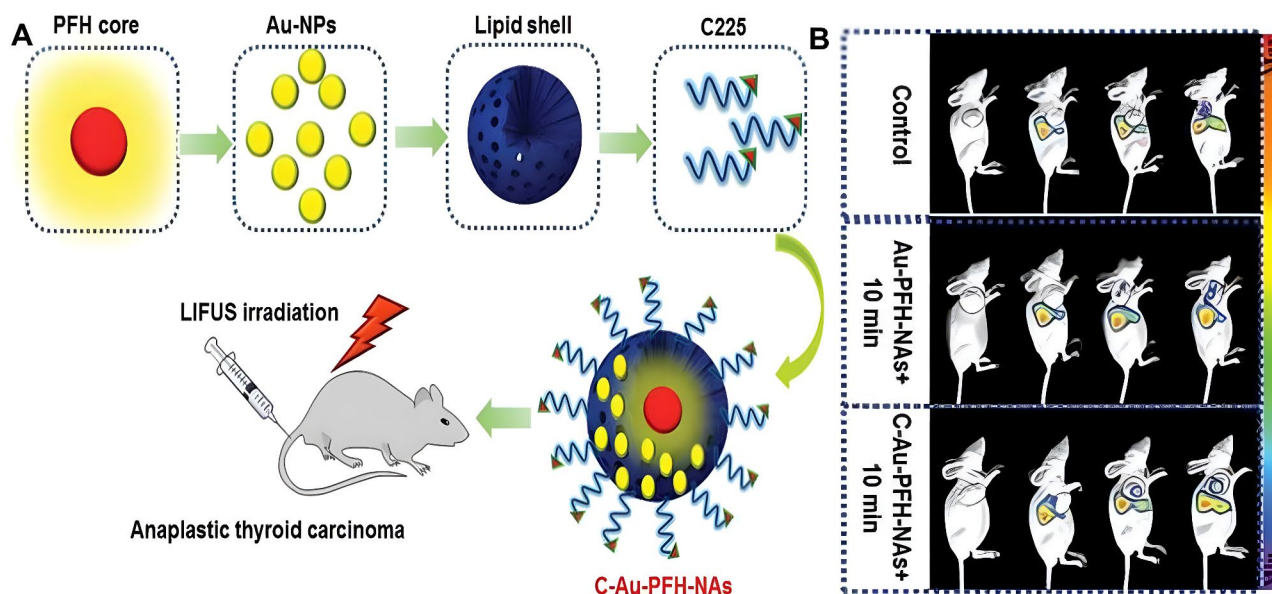 A
PFH core
Au-NPs
Lipid shell
C225
LIFUS irradiation
Anaplastic thyroid carcinoma
C-Au-PFH-NAs
B
Control
Au-PFH-NAs+
10 min
C-Au-PFH-NAs+
10 min